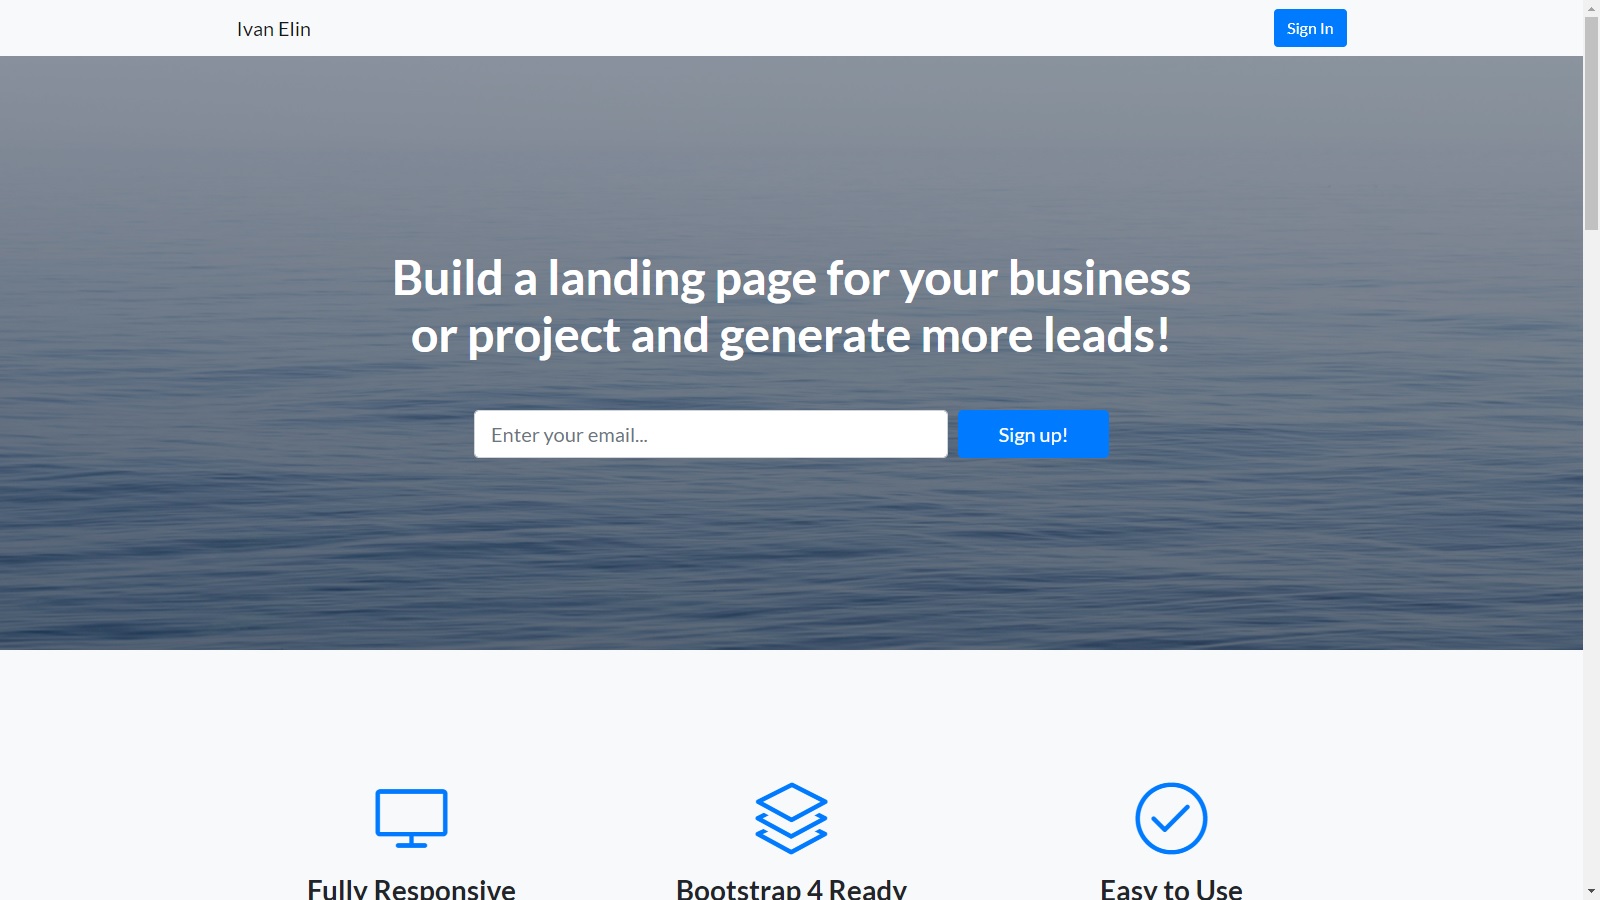 Ivan Elin
Sign In
Build a landing page for your business
or project and generate more leads!
Enter your email...
Sign up!
Fully Responsive
Bootstrap 4 Ready
Easy to Use